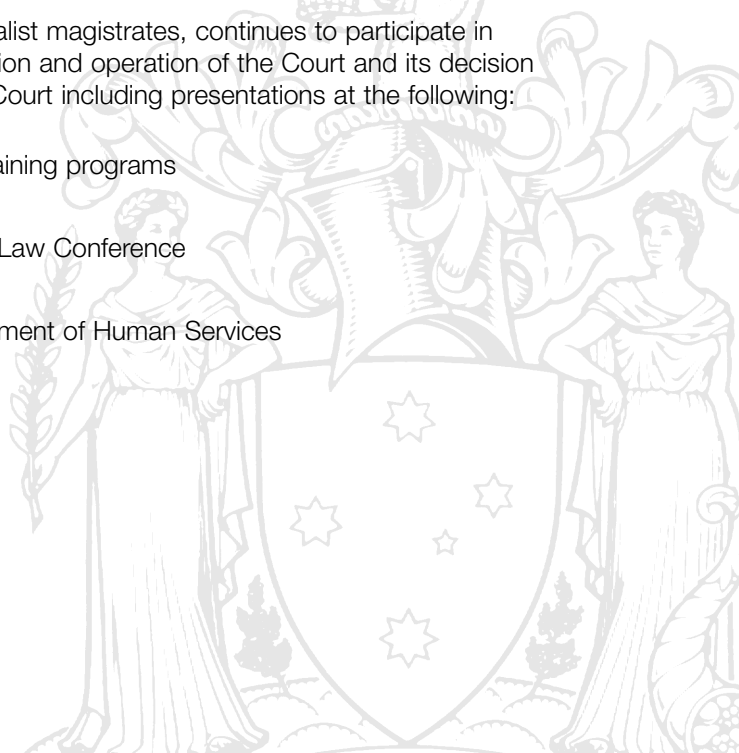 alist magistrates, continues to participate in
ion and operation of the Court and its decision
Court including presentations at the following:
aining programs
Law Conference
ment of Human Services